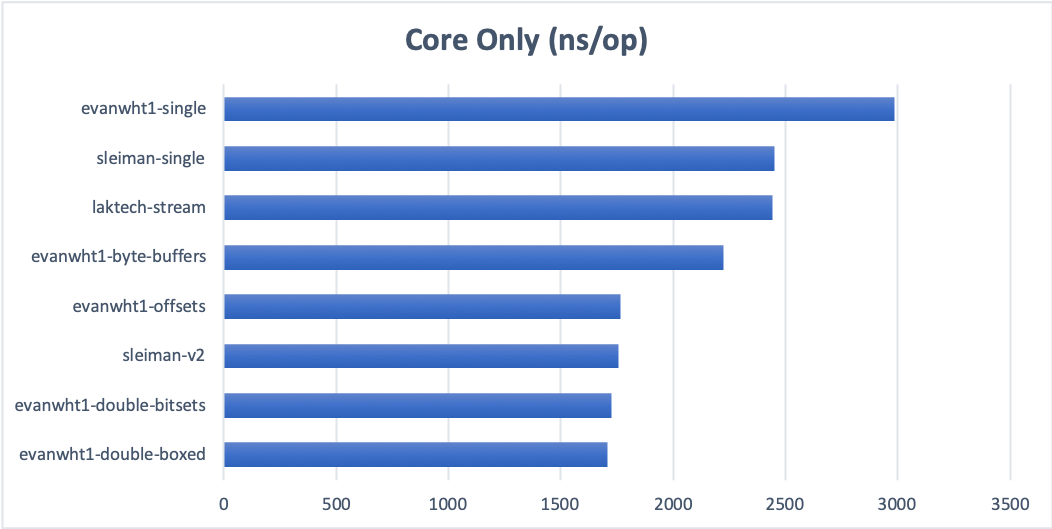 Core Only (ns/op)
evanwht1-single
sleiman-single
laktech-stream
evanwht1-byte-buffers
evanwht1-offsets
sleiman-v2
evanwht1-double-bitsets
evanwht1-double-boxed
0 500 1000 1500 2000 2500 3000 3500